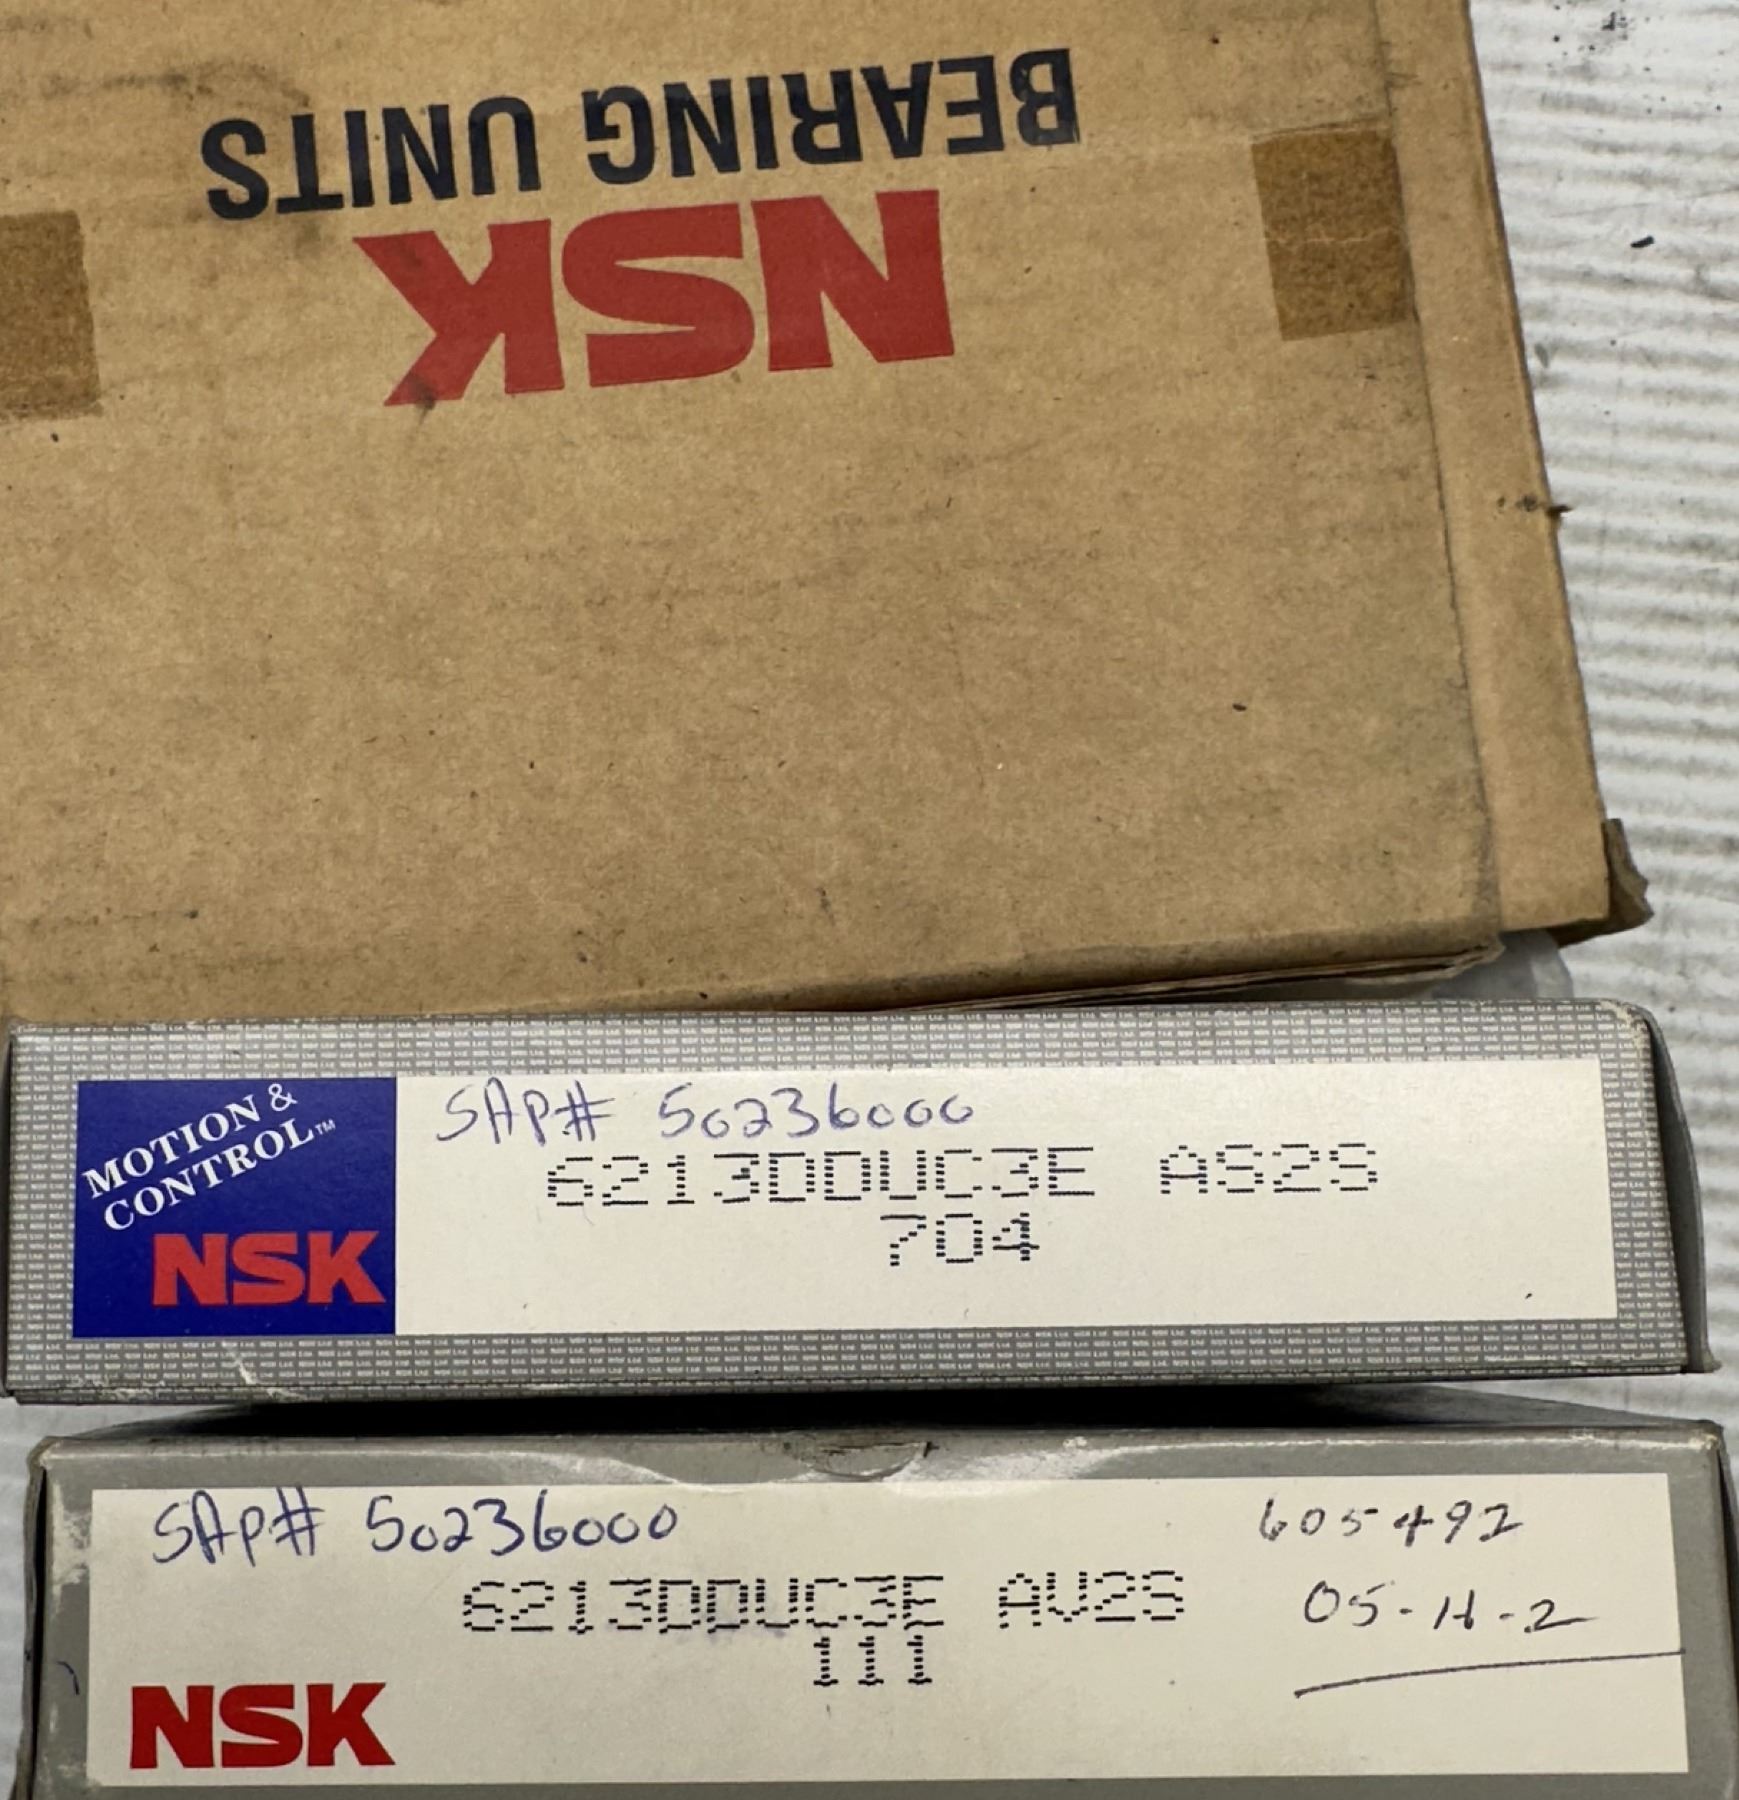 BEARING UNITS
NSK
MOTION &
CONTROL™
NSK
SAP# 50236000
6213DDUC3E AS2S
704
SAP# 50236000
6213DDUC3E AV2S
111
605492
05-H-2
NSK